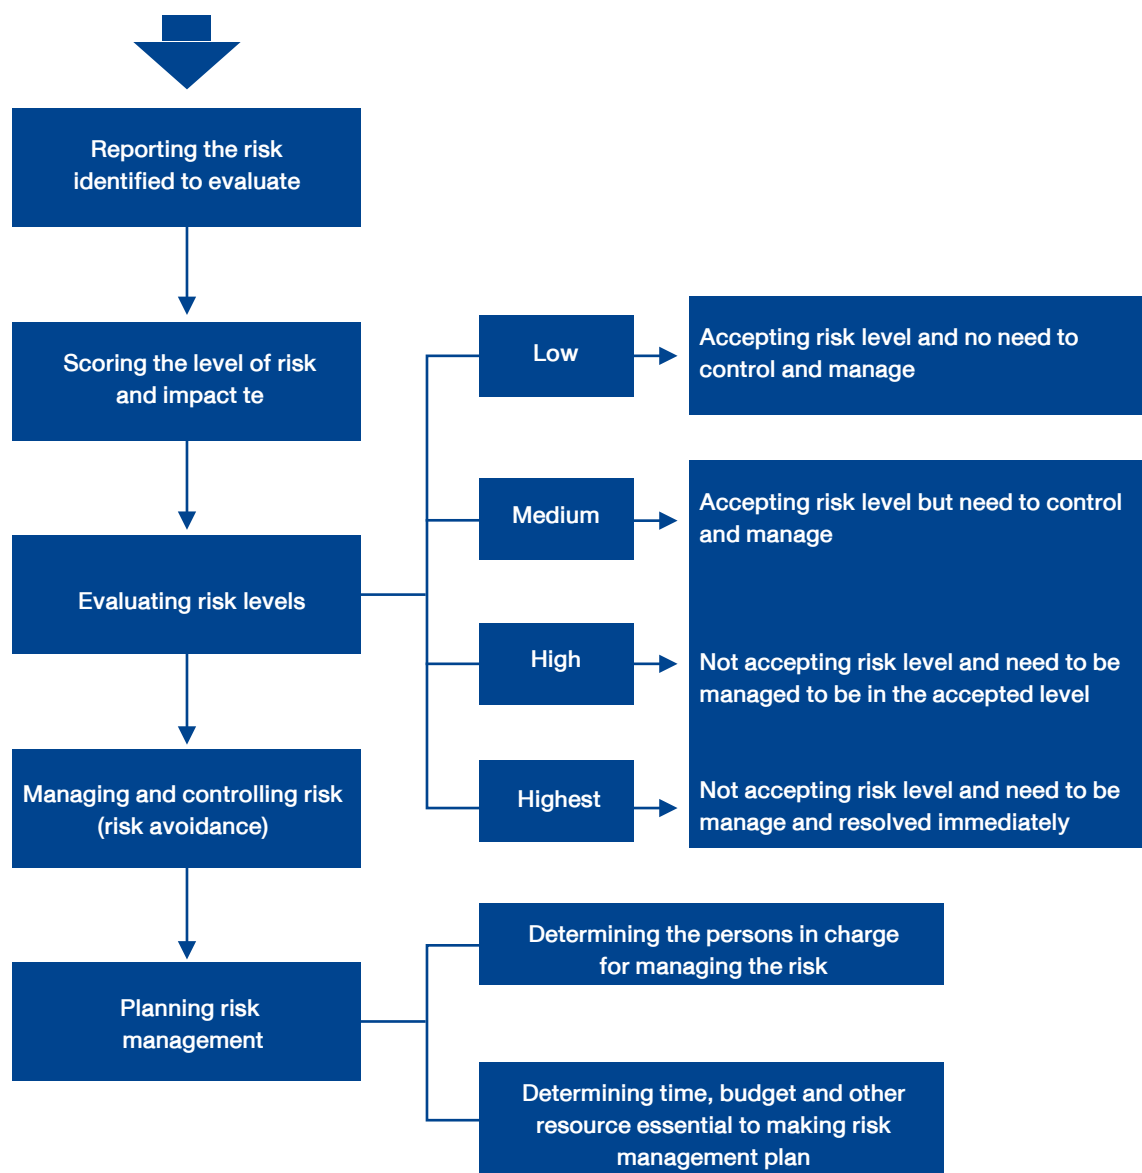 Reporting the risk
identified to evaluate
Scoring the level of risk
and impact te
Evaluating risk levels
Low
Accepting risk level and no need to
control and manage
Medium
Accepting risk level but need to control
and manage
High
Not accepting risk level and need to be
managed to be in the accepted level
Highest
Not accepting risk level and need to be
manage and resolved immediately
Managing and controlling risk
(risk avoidance)
Planning risk
management
Determining the persons in charge
for managing the risk
Determining time, budget and other
resource essential to making risk
management plan